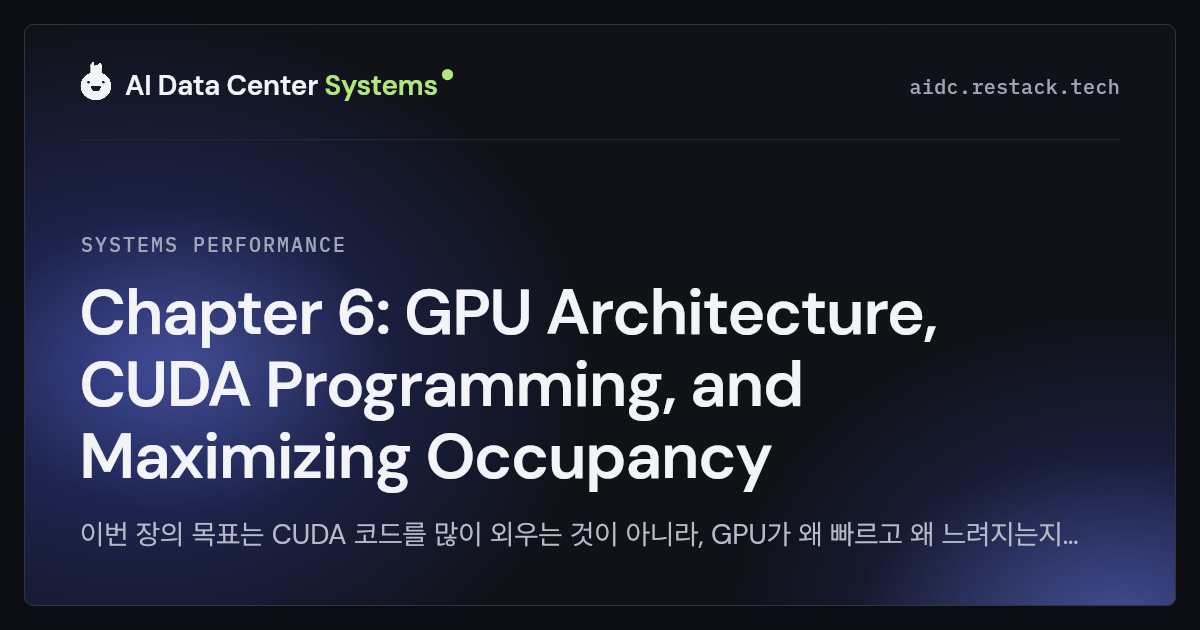 AI Data Center Systems
aidc.restack.tech
SYSTEMS PERFORMANCE
Chapter 6: GPU Architecture,
CUDA Programming, and
Maximizing Occupancy
이번 장의 목표는 CUDA 코드를 많이 외우는 것이 아니라, GPU가 왜 빠르고 왜 느려지는지...